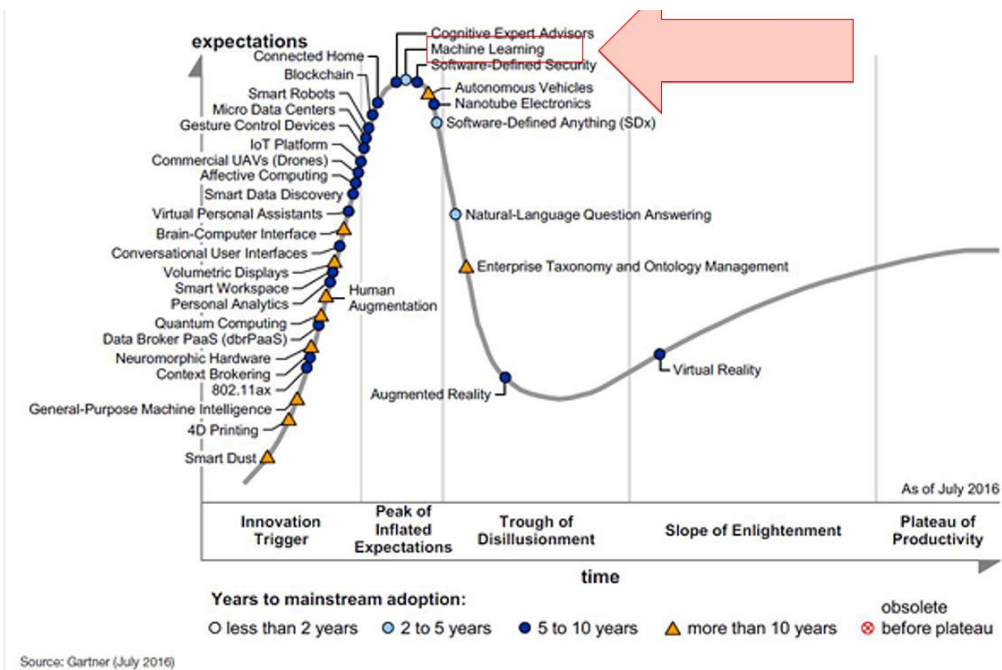 expectations
Cognitive Expert Advisors
Machine Learning
Software-Defined Security
Connected Home
Blockchain
Smart Robots
Micro Data Centers
Gesture Control Devices
IoT Platform
Commercial UAVs (Drones)
Affective Computing
Smart Data Discovery
Virtual Personal Assistants
Brain-Computer Interface
Conversational User Interfaces
Volumetric Displays
Smart Workspace
Personal Analytics
Quantum Computing
Data Broker PaaS (dbrPaaS)
Neuromorphic Hardware
Context Brokering
802.11ax
General-Purpose Machine Intelligence
4D Printing
Smart Dust
Human
Augmentation
Autonomous Vehicles
Nanotube Electronics
Software-Defined Anything (SDx)
Natural-Language Question Answering
Enterprise Taxonomy and Ontology Management
Augmented Reality
Virtual Reality
As of July 2016
Innovation
Trigger
Peak of
Inflated
Expectations
Trough of
Disillusionment
Slope of Enlightenment
Plateau of
Productivity
time
Years to mainstream adoption:
less than 2 years
2 to 5 years
5 to 10 years
more than 10 years
obsolete
before plateau
Source: Gartner (July 2016)